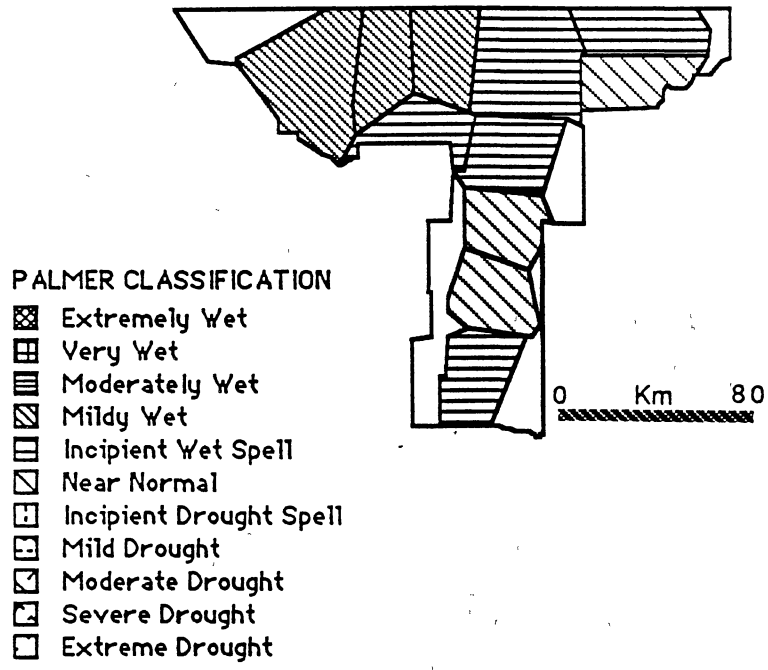 PALMER CLASSIFICATION
Extremely Wet
Very Wet
Moderately Wet
Mildy Wet
Incipient Wet Spell
Near Normal
Incipient Drought Spell
Mild Drought
Moderate Drought
Severe Drought
Extreme Drought
0 Km 80